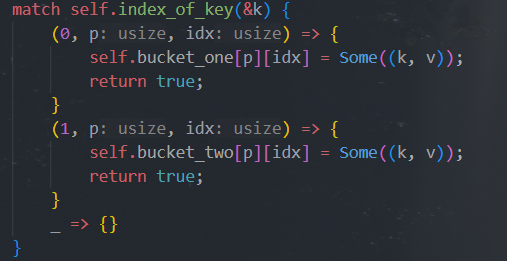 match self.index_of_key(&k) {
(0, p: usize, idx: usize) => {
self.bucket_one[p][idx] = Some((k, v));
return true;
}
(1, p: usize, idx: usize) => {
self.bucket_two[p][idx] = Some((k, v));
return true;
}
_ => {}
}